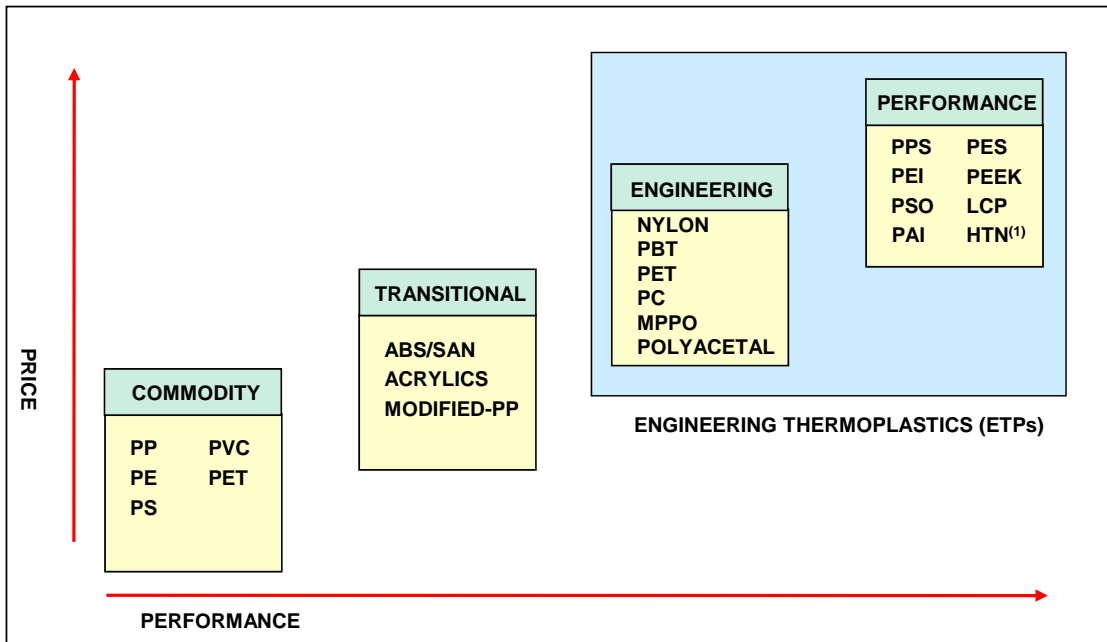 PERFORMANCE
PPS PES
PEI PEEK
PSO LCP
PAI HTN(1)
ENGINEERING
NYLON
PBT
PET
PC
MPPO
POLYACETAL
TRANSITIONAL
ABS/SAN
ACRYLICS
MODIFIED-PP
COMMODITY
PP PVC
PE PET
PS
ENGINEERING THERMOPLASTICS (ETPs)
PRICE
PERFORMANCE